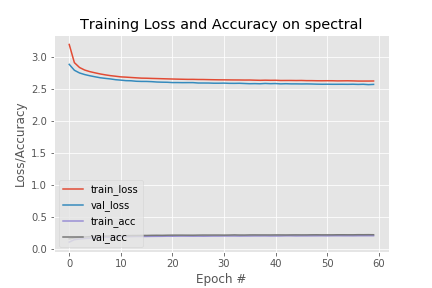 Training Loss and Accuracy on spectral
Loss/Accuracy
3.0
2.5
2.0
1.5
1.0
0.5
0.0
train_loss
val_loss
train_acc
val_acc
0 10 20 30 40 50 60
Epoch #